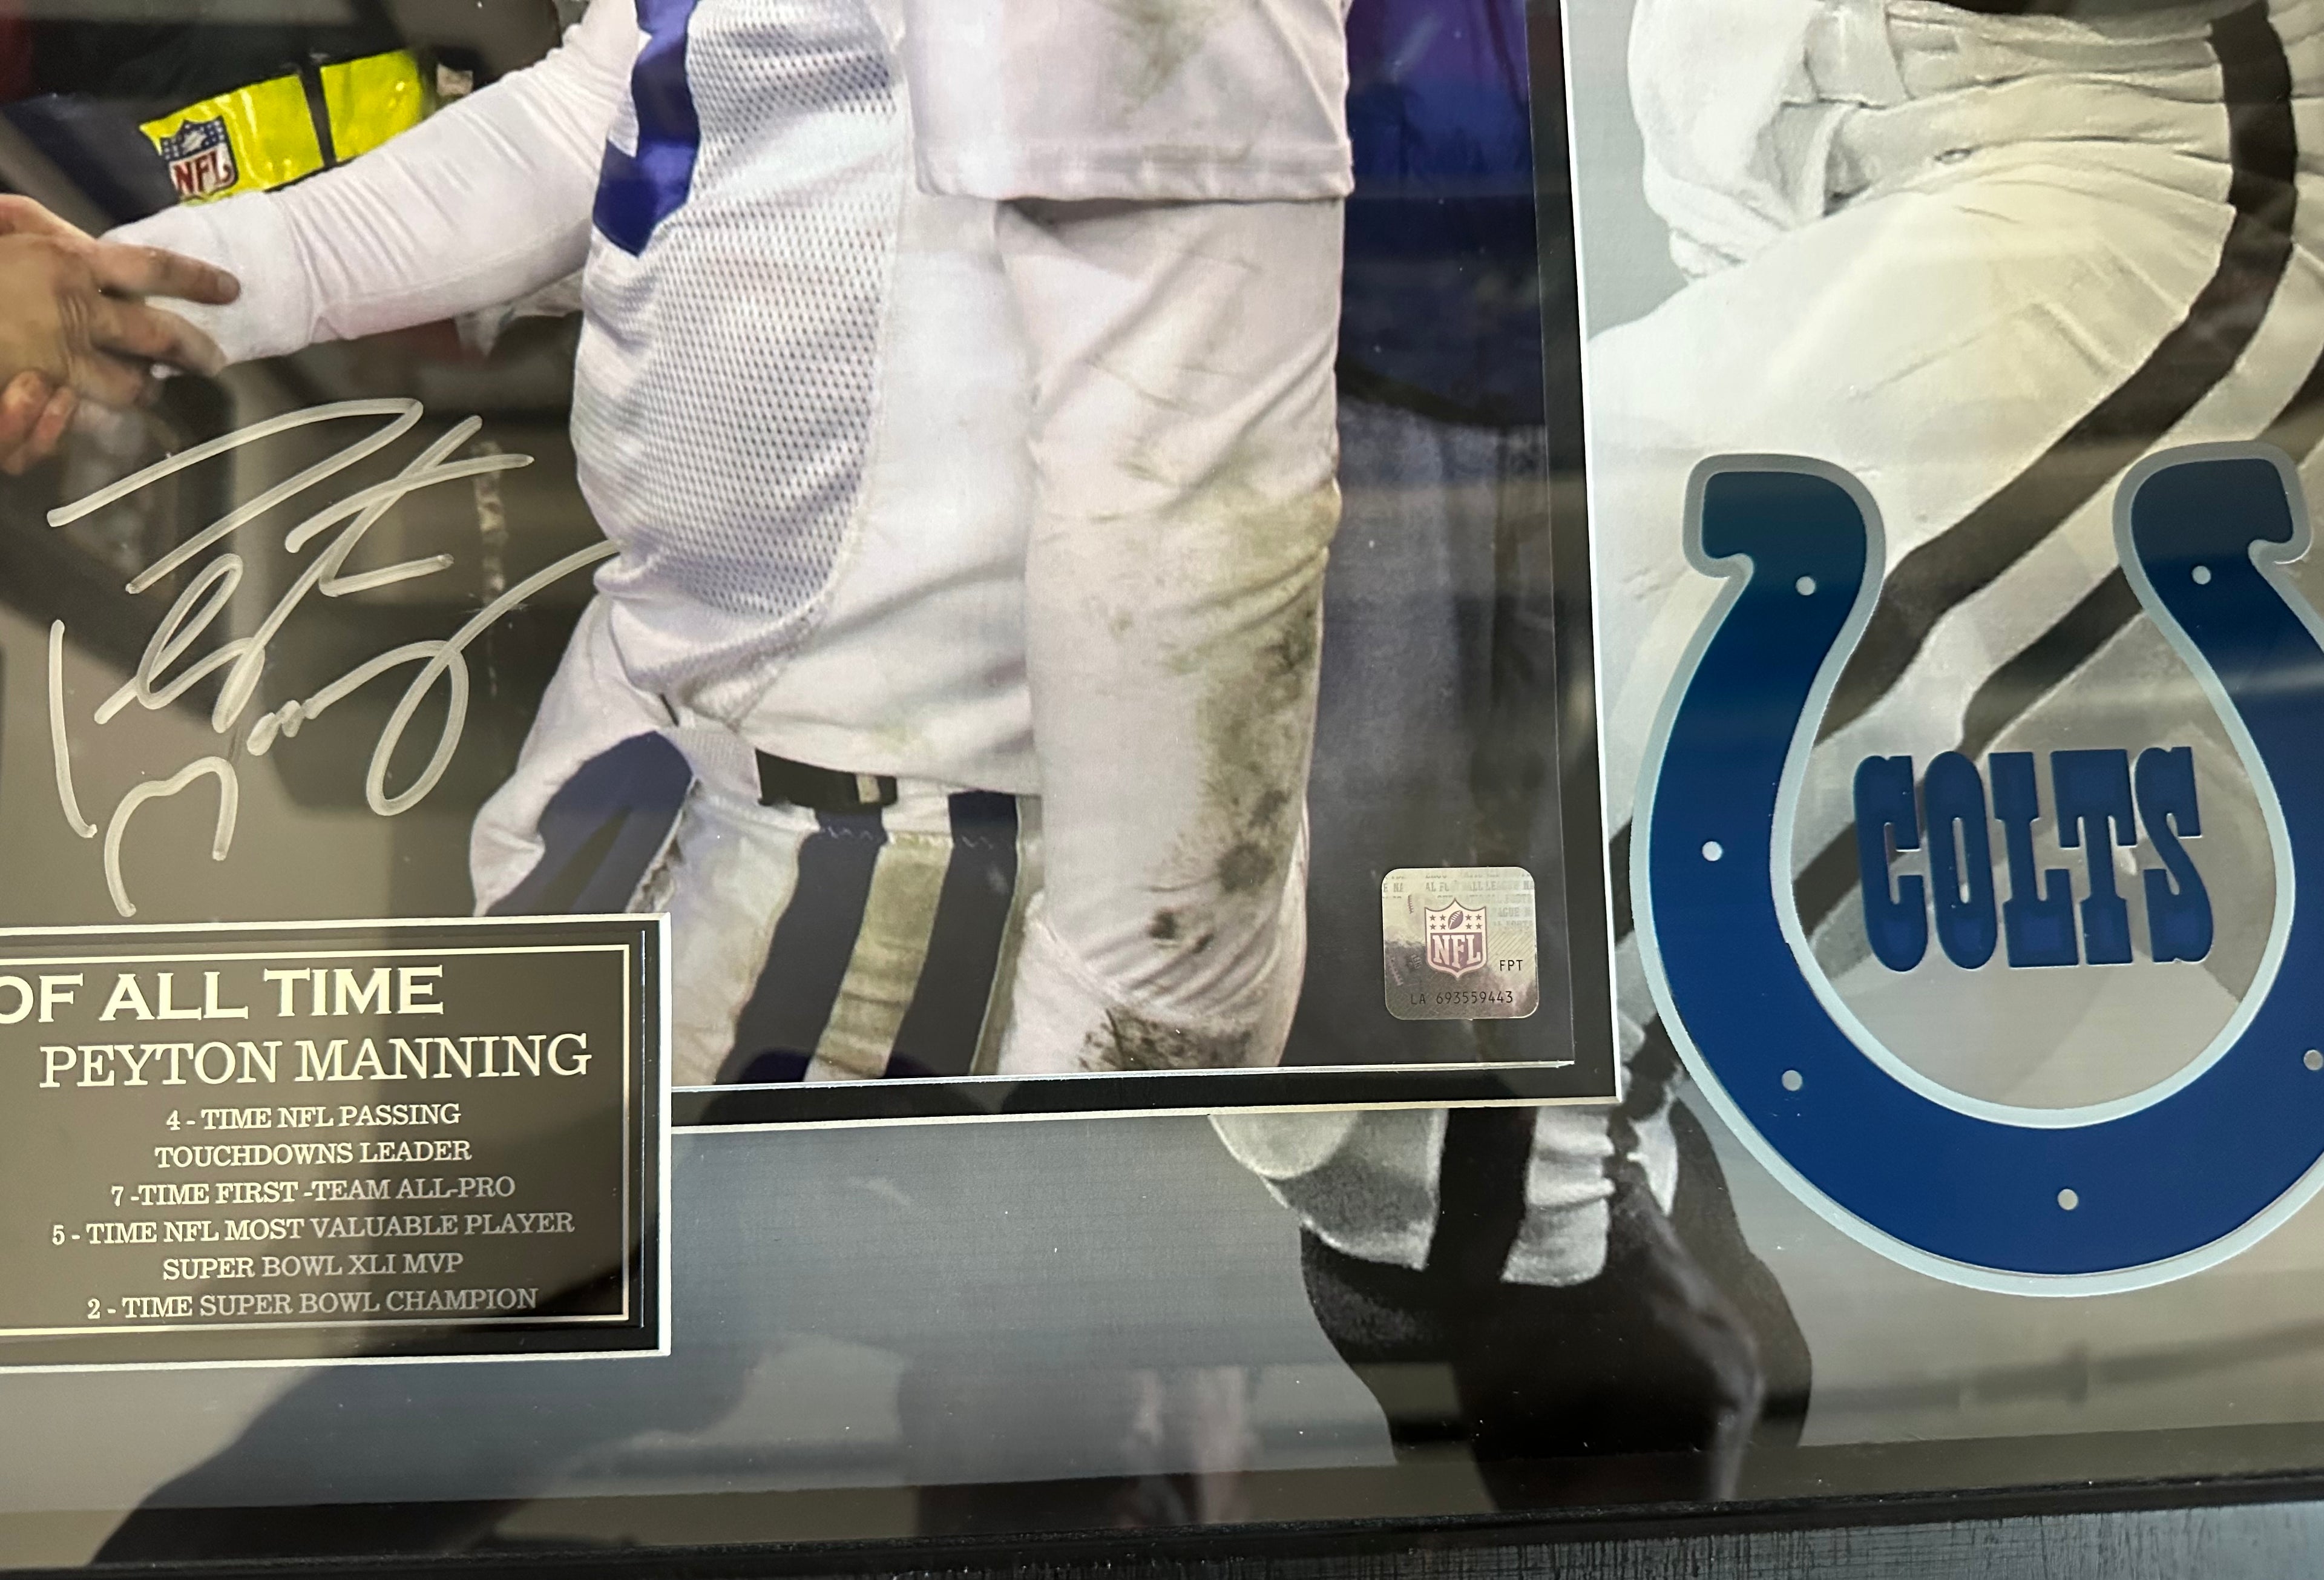 NFL
Peyton Manning
OF ALL TIME
PEYTON MANNING
4 - TIME NFL PASSING
TOUCHDOWNS LEADER
7 -TIME FIRST -TEAM ALL-PRO
5 - TIME NFL MOST VALUABLE PLAYER
SUPER BOWL XLI MVP
2 - TIME SUPER BOWL CHAMPION
NFL
FPT
LA 693559443
COLTS